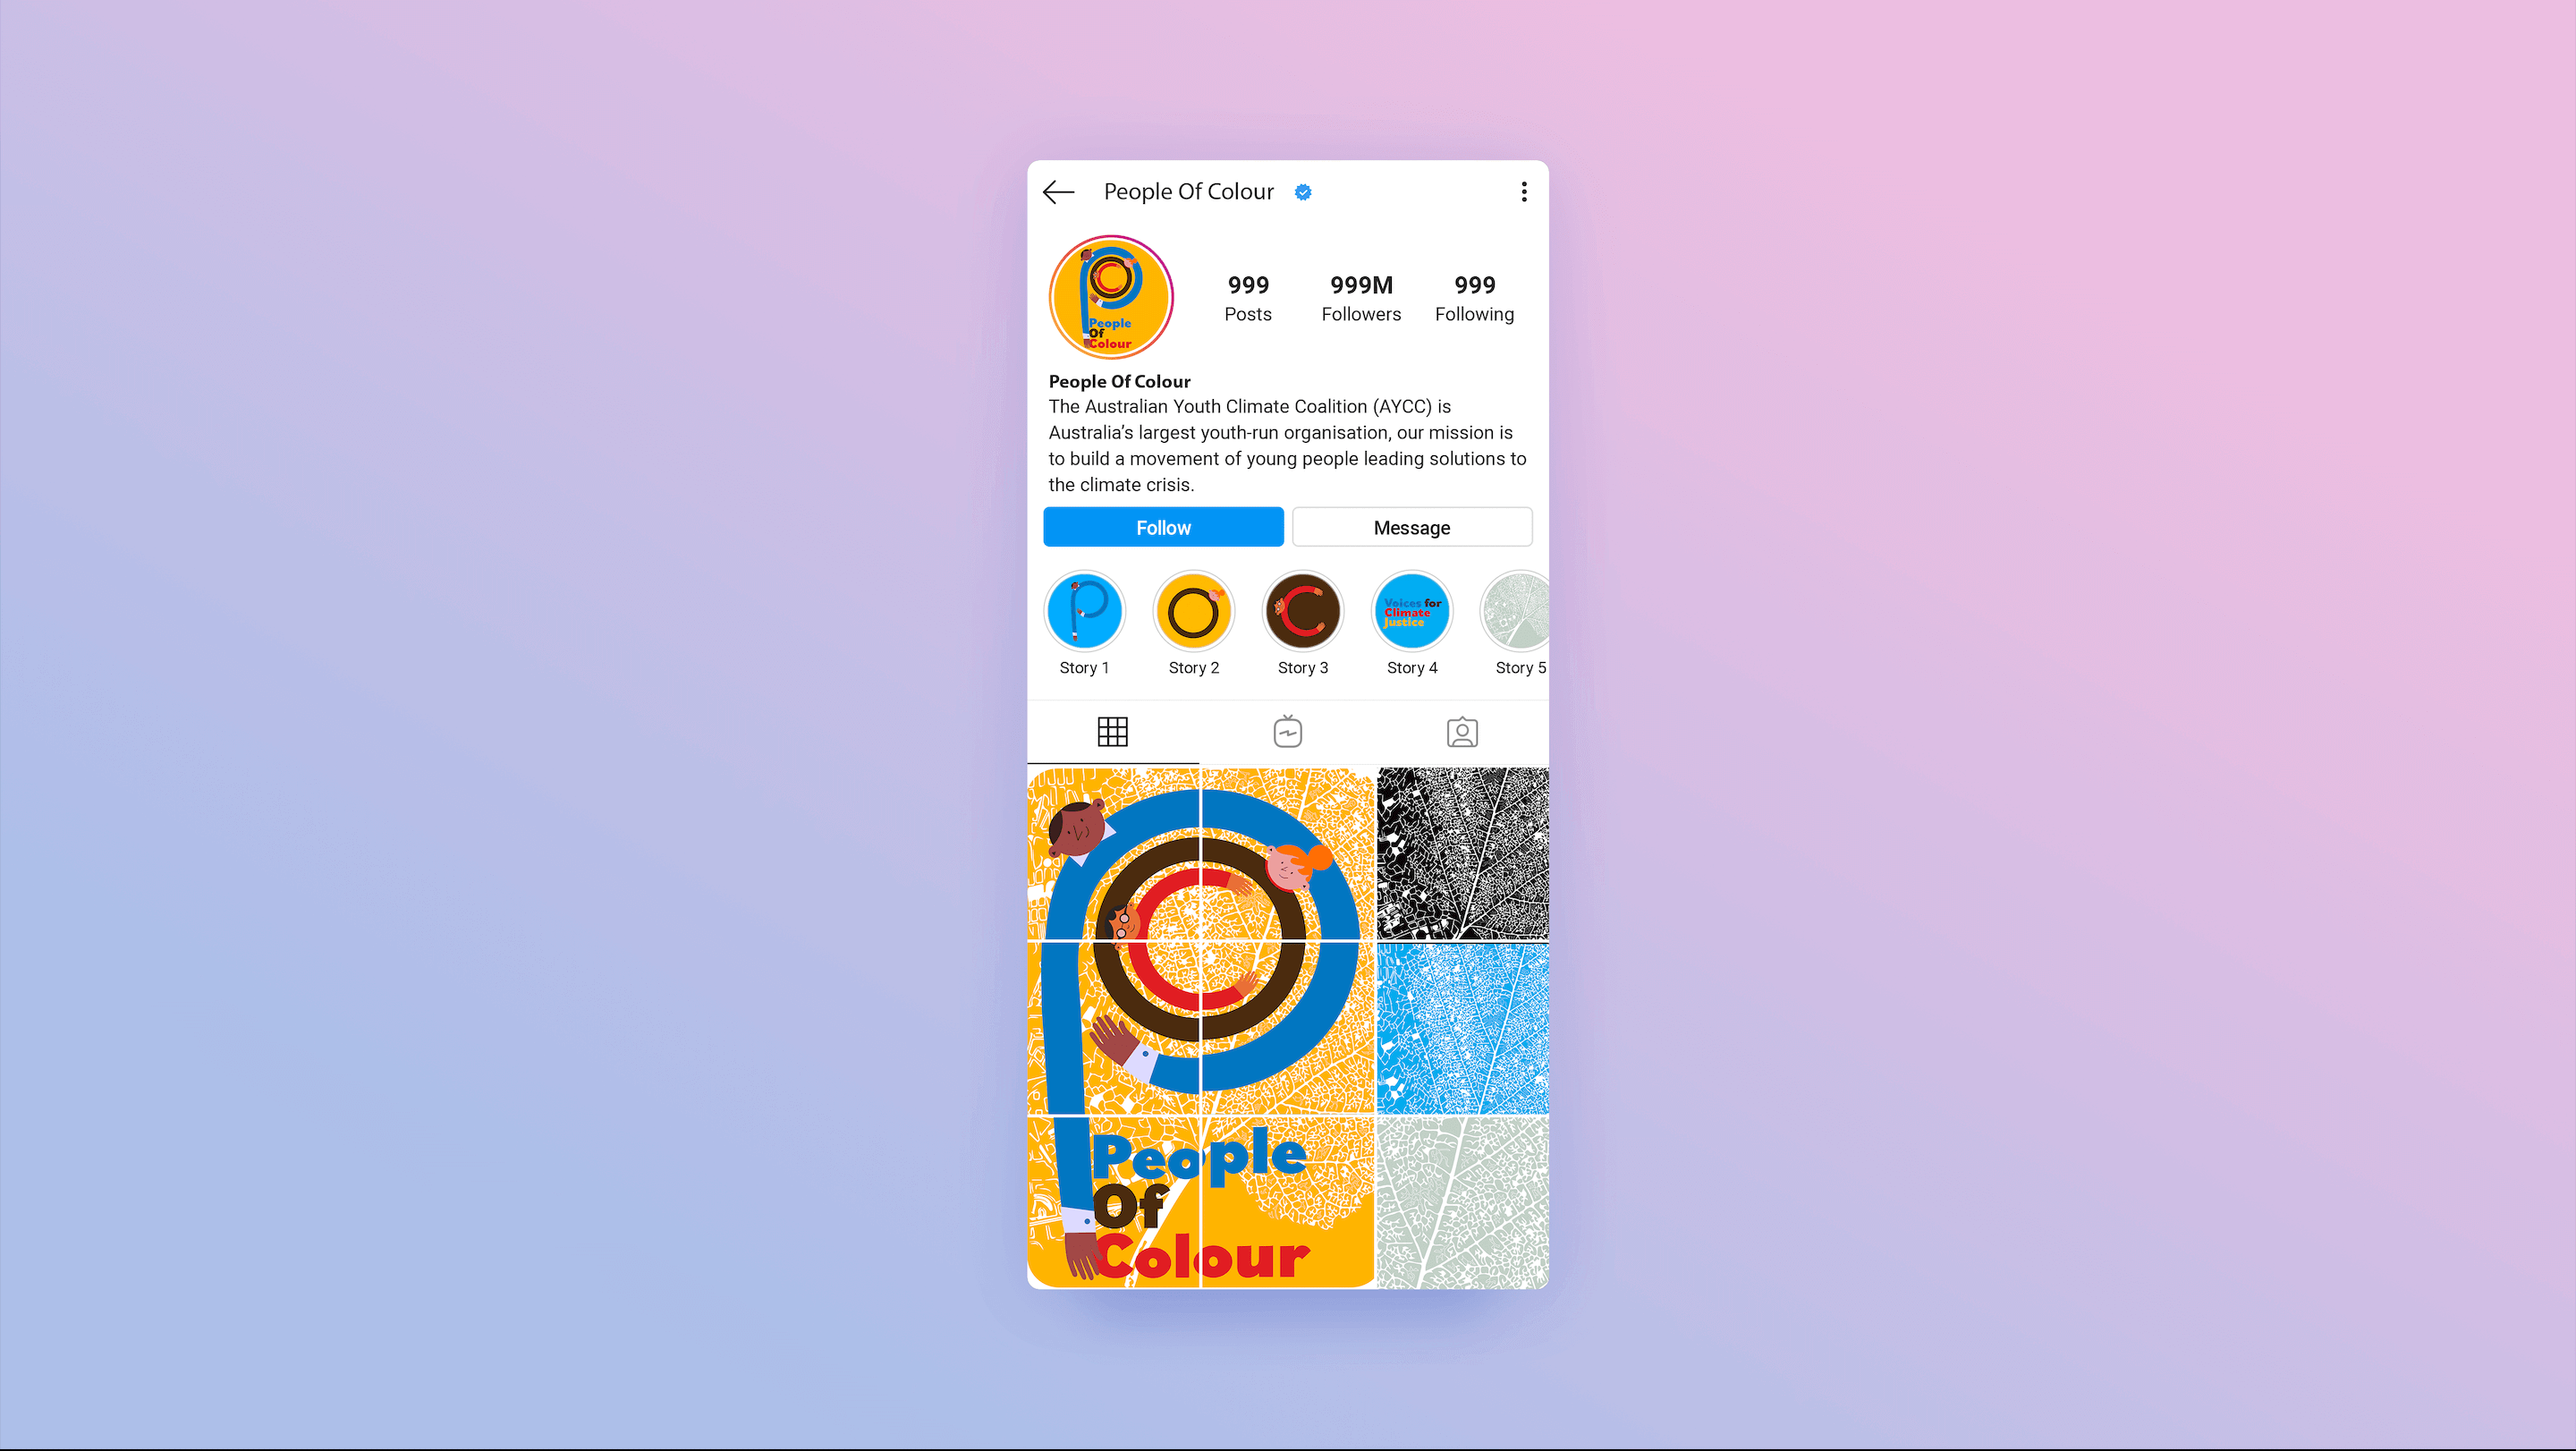 People Of Colour
People
Of
Colour
999
Posts
999M
Followers
999
Following
People Of Colour
The Australian Youth Climate Coalition (AYCC) is
Australia’s largest youth-run organisation, our mission is
to build a movement of young people leading solutions to
the climate crisis.
Follow
Message
P
O
C
Voices for
Climate
Justice
Story 1
Story 2
Story 3
Story 4
Story 5
People
Of
Colour